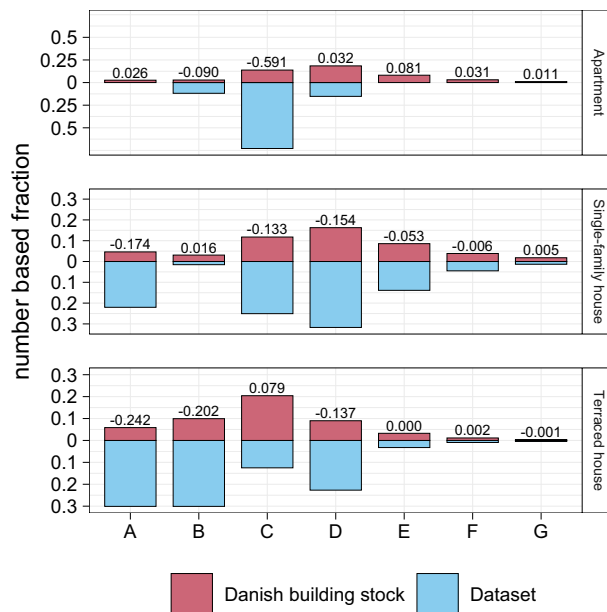 number based fraction
0.5
0.25
0
0.25
0.5
0.026 -0.090 -0.591 0.032 0.081 0.031 0.011
Apartment
0.3
0.2
0.1
0
0.1
0.2
0.3
-0.174 0.016 -0.133 -0.154 -0.053 -0.006 0.005
Single-family house
0.3
0.2
0.1
0
0.1
0.2
0.3
-0.242 -0.202 0.079 -0.137 0.000 0.002 -0.001
Terraced house
A B C D E F G
Danish building stock Dataset